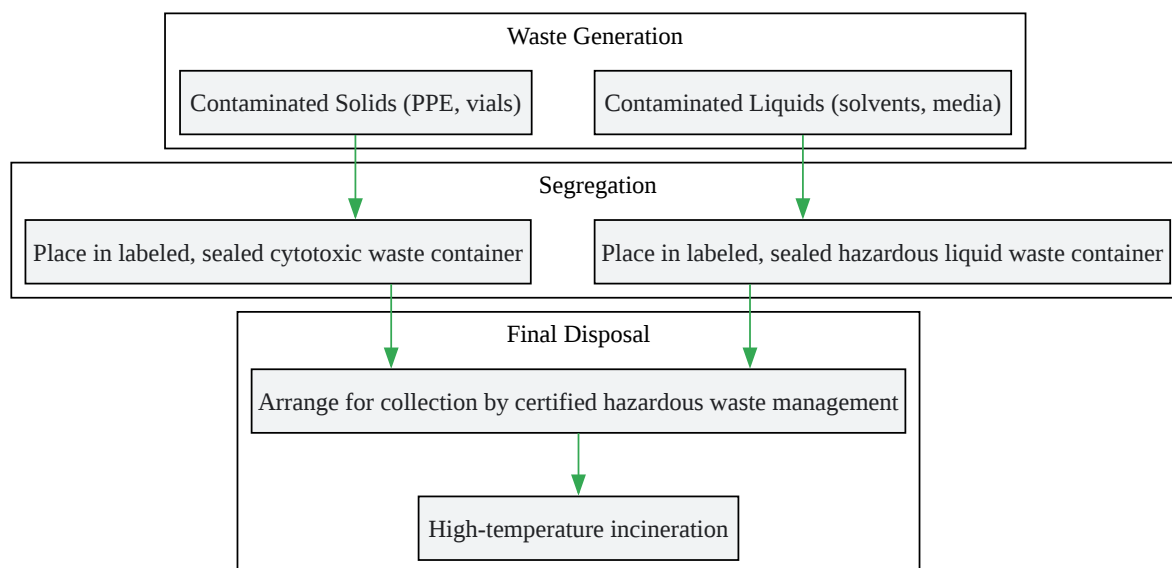 Waste Generation
Contaminated Solids (PPE, vials)
Contaminated Liquids (solvents, media)
Segregation
Place in labeled, sealed cytotoxic waste container
Place in labeled, sealed hazardous liquid waste container
Final Disposal
Arrange for collection by certified hazardous waste management
High-temperature incineration